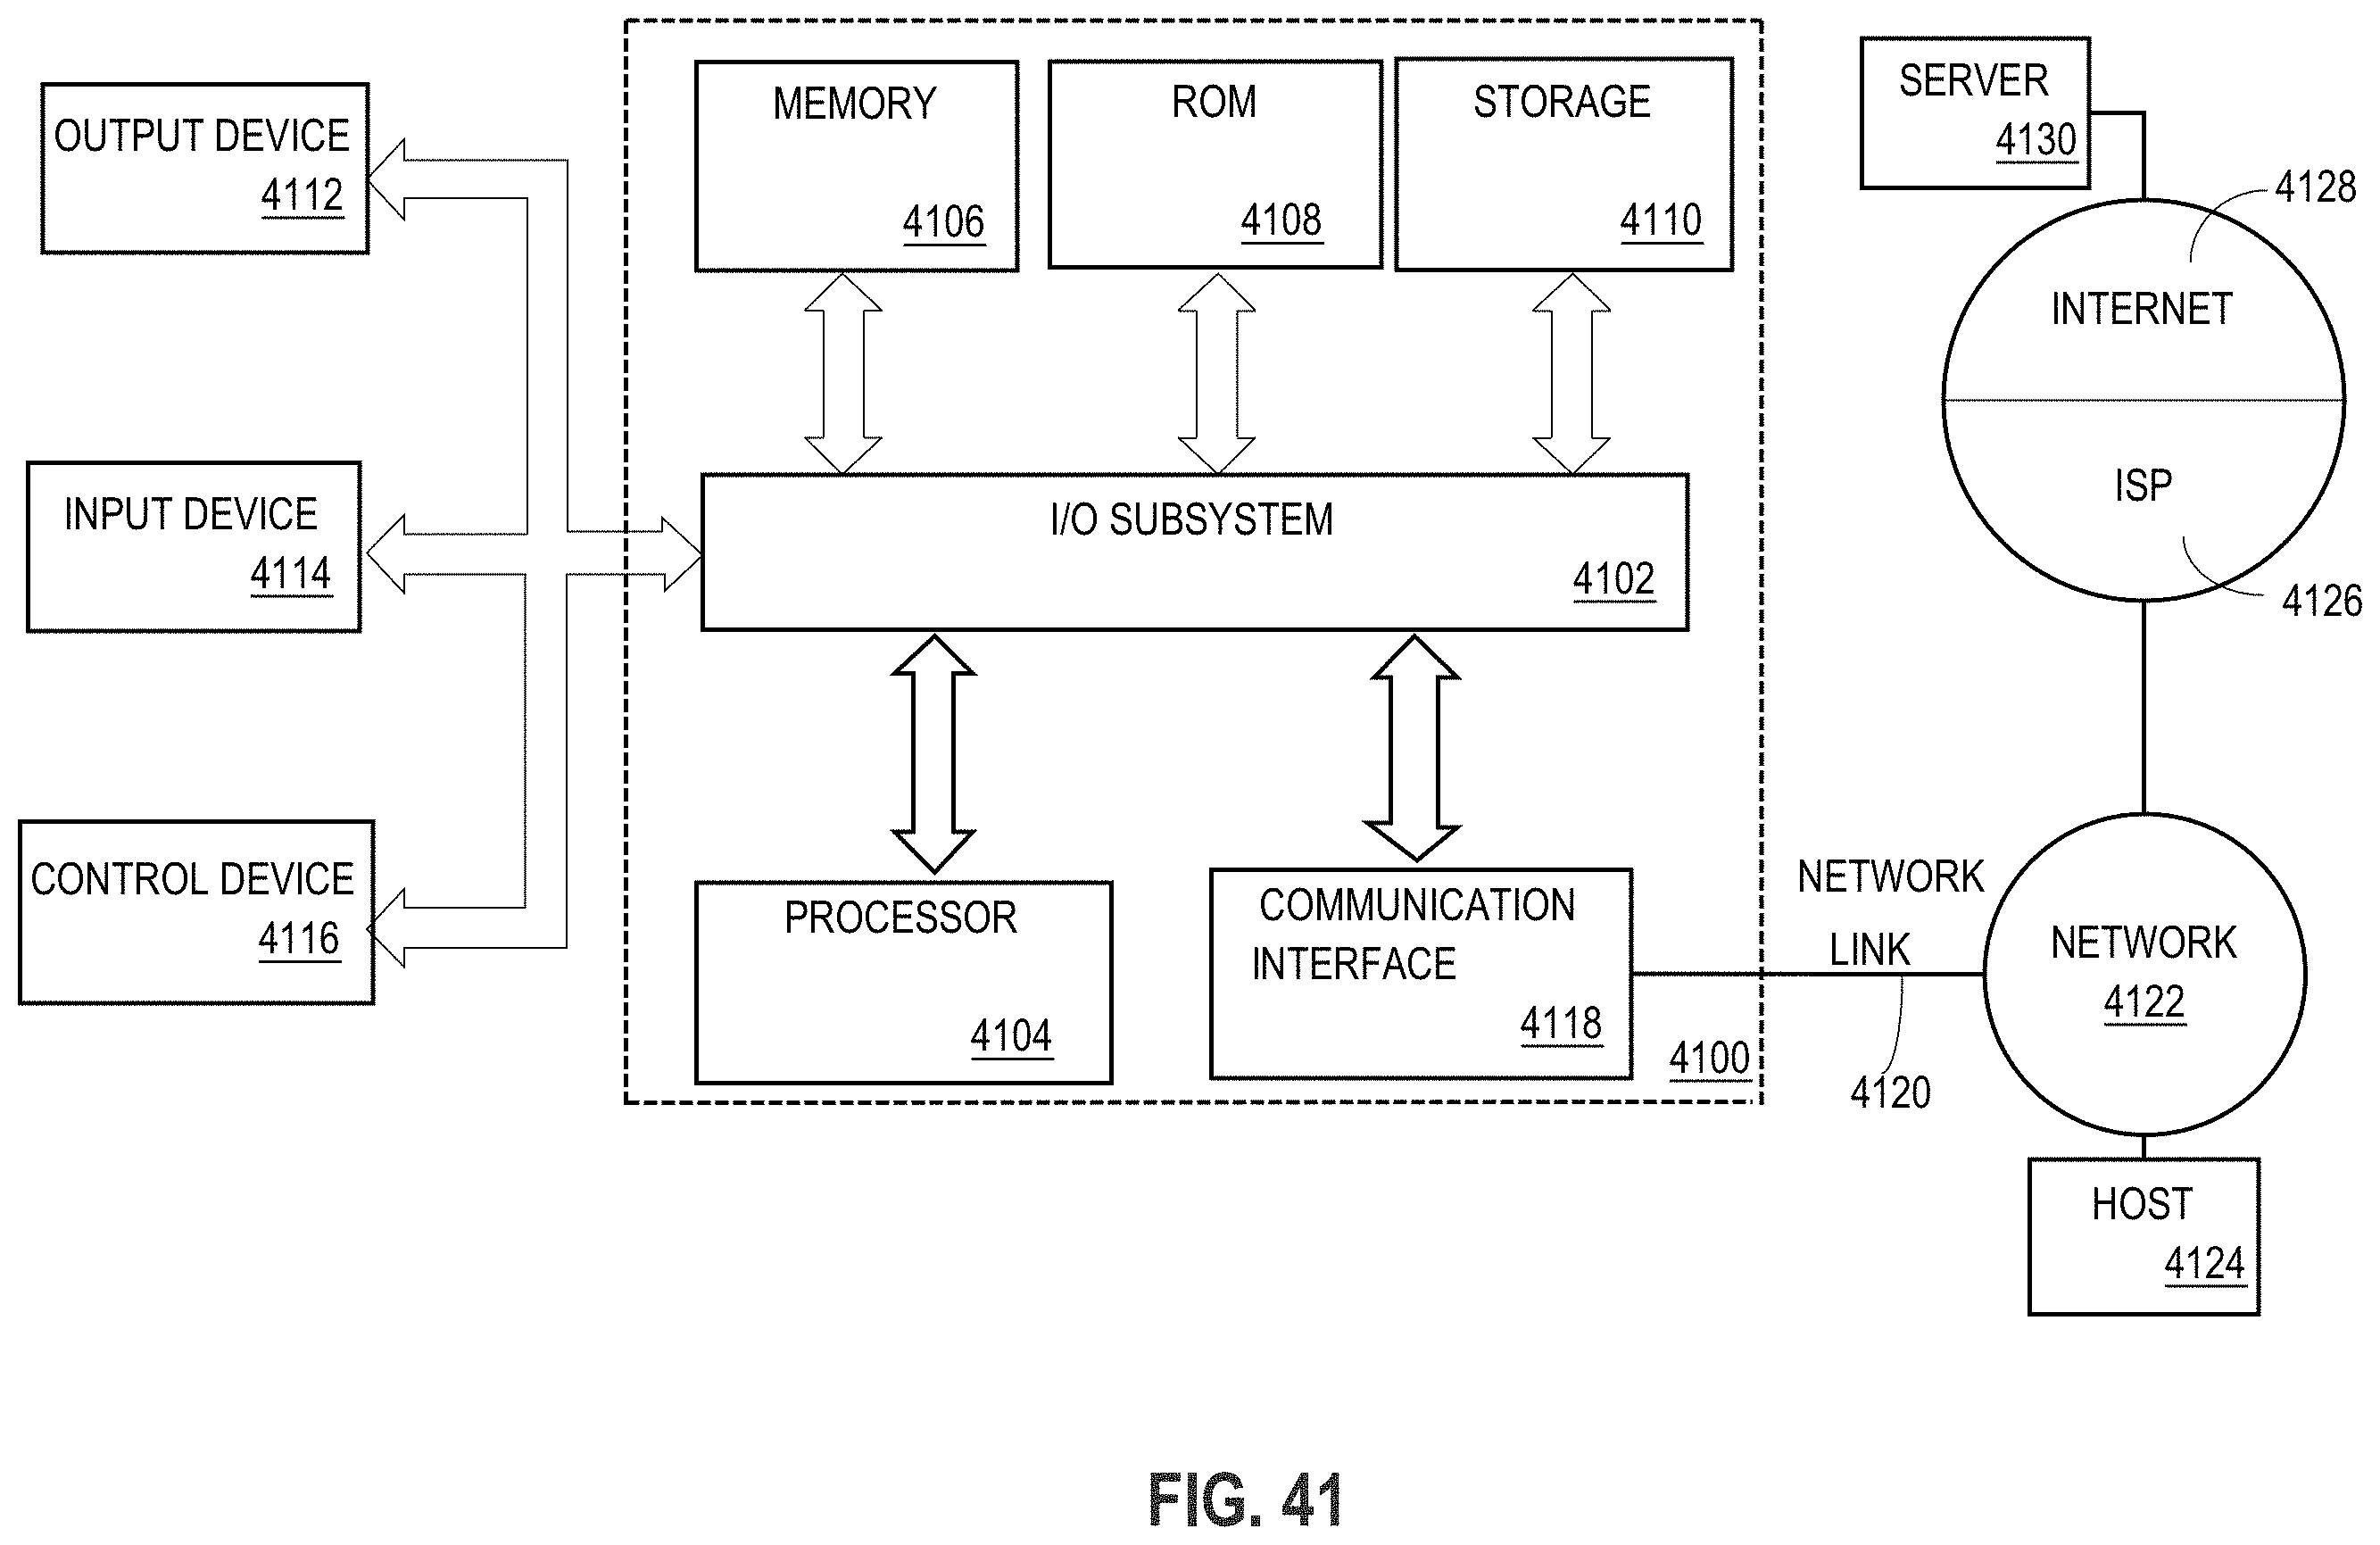 OUTPUT DEVICE
4112
INPUT DEVICE
4114
CONTROL DEVICE
4116
MEMORY
4106
ROM
4108
STORAGE
4110
I/O SUBSYSTEM
4102
PROCESSOR
4104
COMMUNICATION
INTERFACE
4118
4100
SERVER
4130
4128
INTERNET
ISP
4126
NETWORK
LINK
4120
NETWORK
4122
HOST
4124
FIG. 41